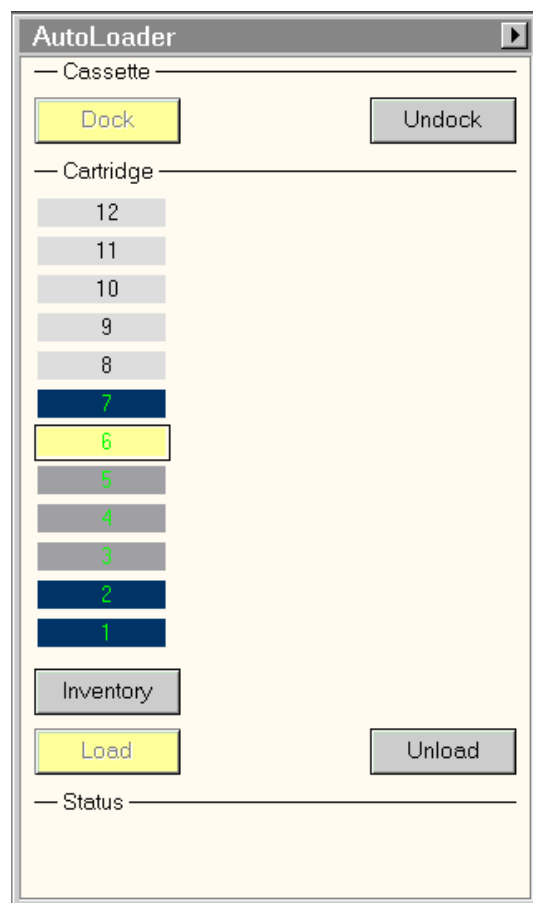 AutoLoader
Cassette
Dock Undock
Cartridge
12
11
10
9
8
7
6
5
4
3
2
1
Inventory
Load Unload
Status